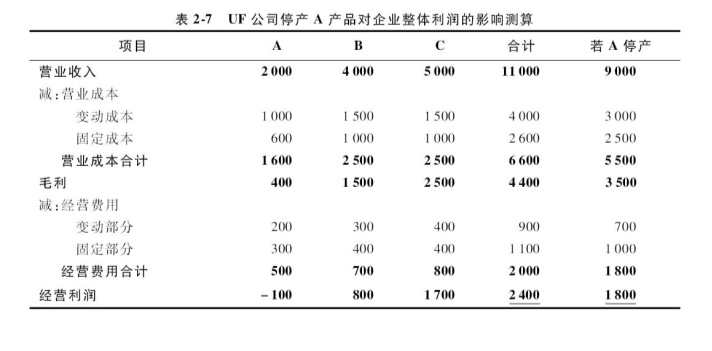 表 2-7 UF 公司停产 A 产品对企业整体利润的影响测算
项目 A B C 合计 若 A 停产
营业收入 2 000 4 000 5 000 11 000 9 000
减:营业成本
变动成本 1 000 1 500 1 500 4 000 3 000
固定成本 600 1 000 1 000 2 600 2 500
营业成本合计 1 600 2 500 2 500 6 600 5 500
毛利 400 1 500 2 500 4 400 3 500
减:经营费用
变动部分 200 300 400 900 700
固定部分 300 400 400 1 100 1 000
经营费用合计 500 700 800 2 000 1 800
经营利润 -100 800 1 700 2 400 1 800